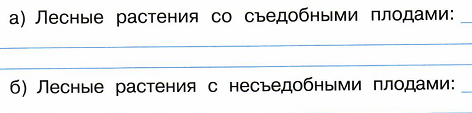 а) Лесные растения со съедобными плодами:
б) Лесные растения с несъедобными плодами: